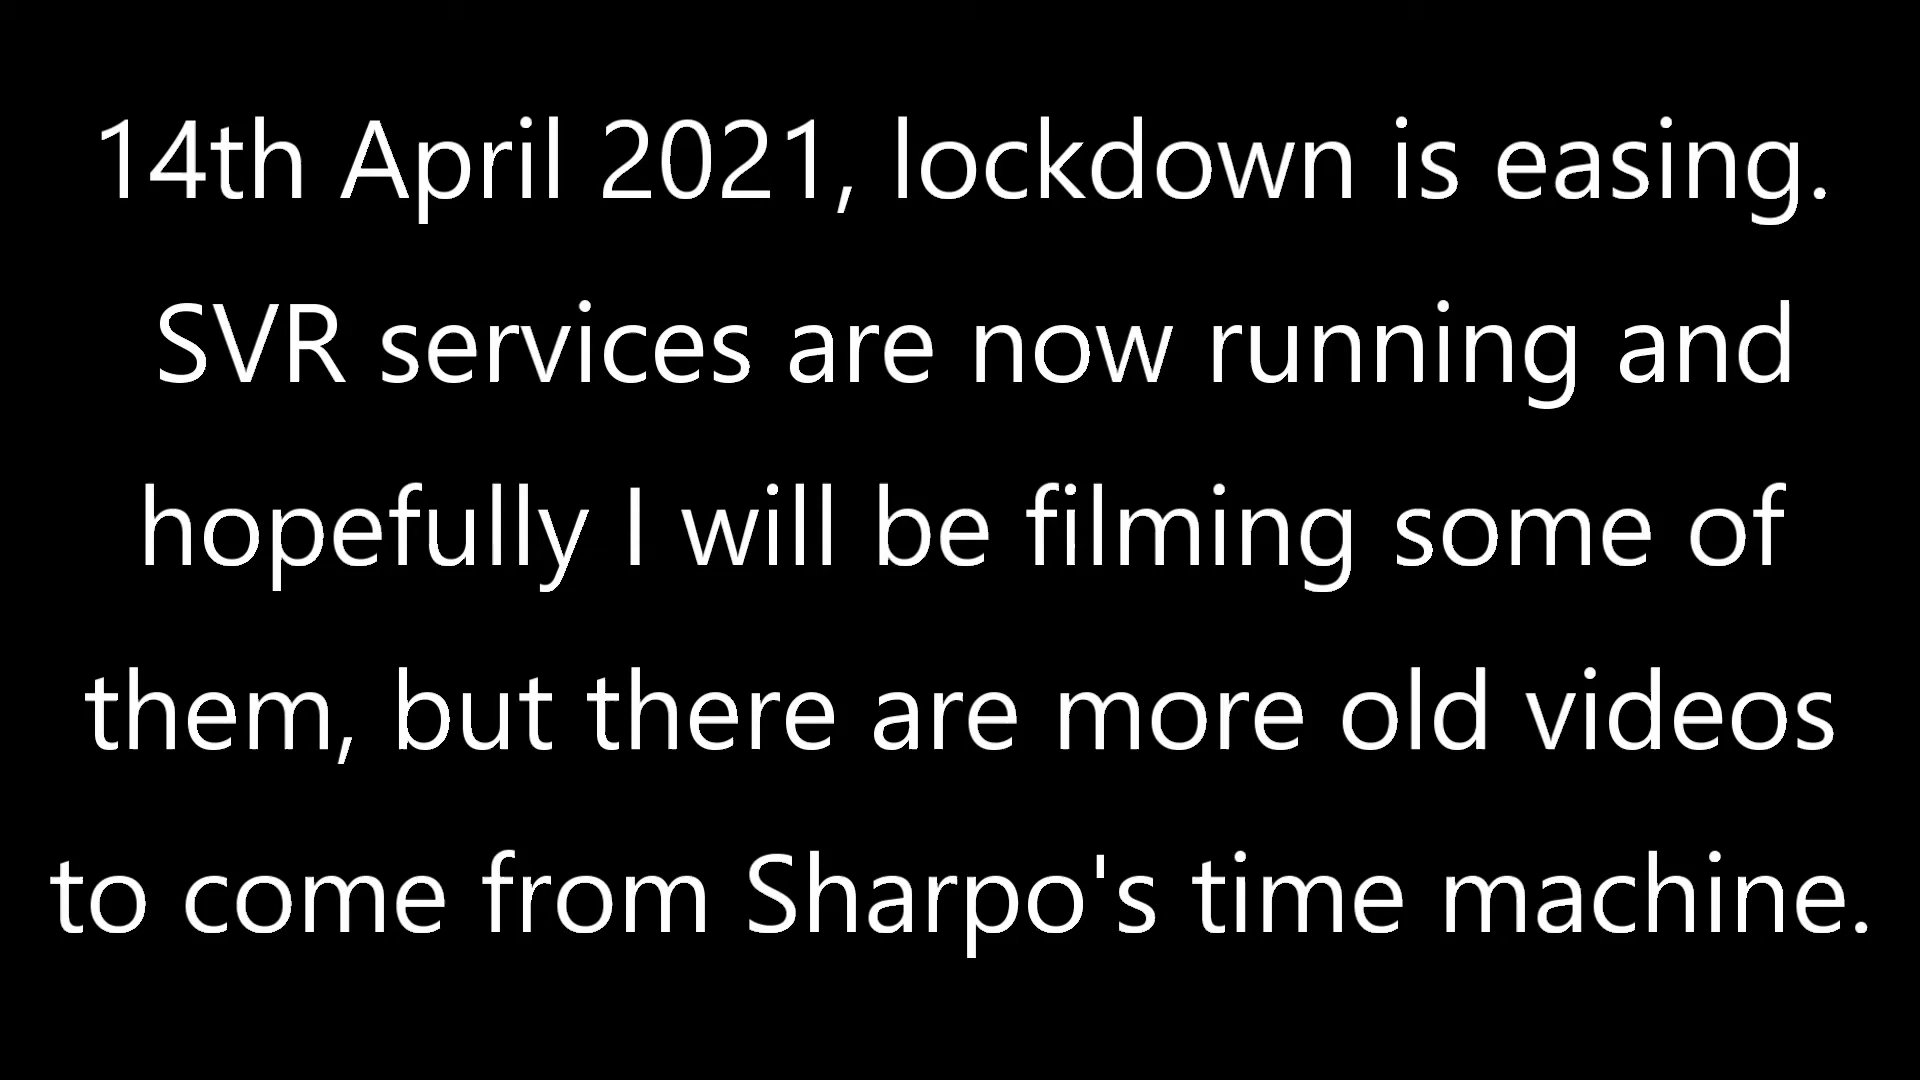 14th April 2021, lockdown is easing.
SVR services are now running and
hopefully I will be filming some of
them, but there are more old videos
to come from Sharpo's time machine.